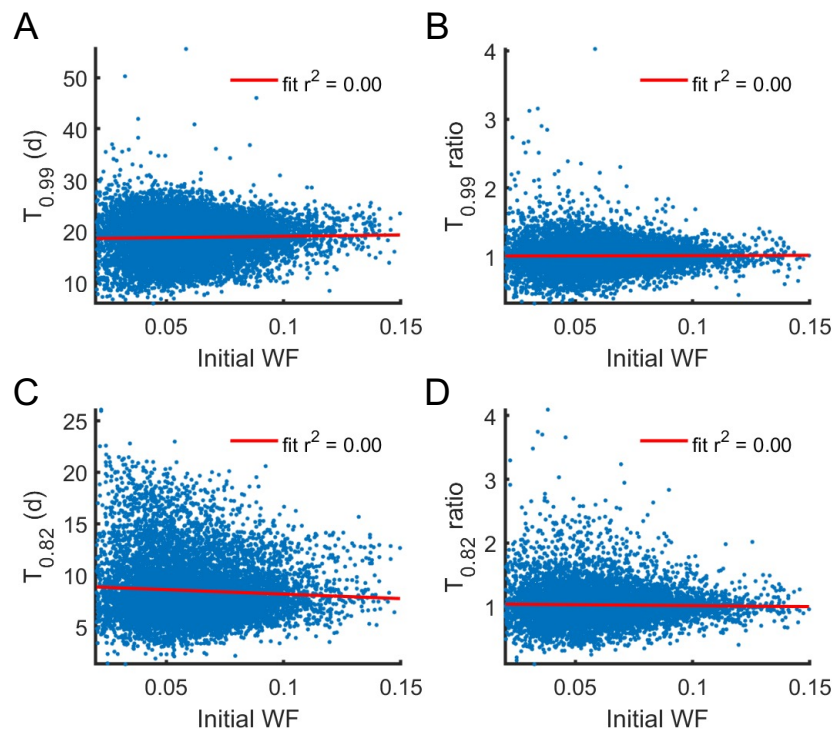 A
T0.99 (d)
50
40
30
20
10
fit r2 = 0.00
0.05
0.1
0.15
Initial WF
B
T0.99 ratio
4
3
2
1
fit r2 = 0.00
0.05
0.1
0.15
Initial WF
C
T0.82 (d)
25
20
15
10
5
fit r2 = 0.00
0.05
0.1
0.15
Initial WF
D
T0.82 ratio
4
3
2
1
fit r2 = 0.00
0.05
0.1
0.15
Initial WF